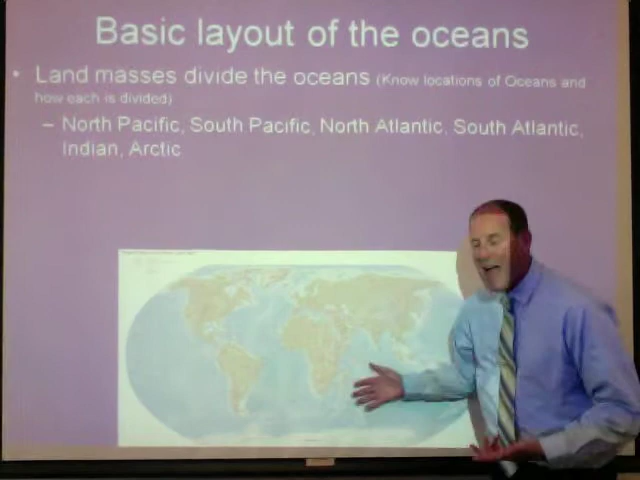 Basic layout of the oceans
• Land masses divide the oceans (Know locations of Oceans and
how each is divided)
– North Pacific, South Pacific, North Atlantic, South Atlantic,
Indian, Arctic